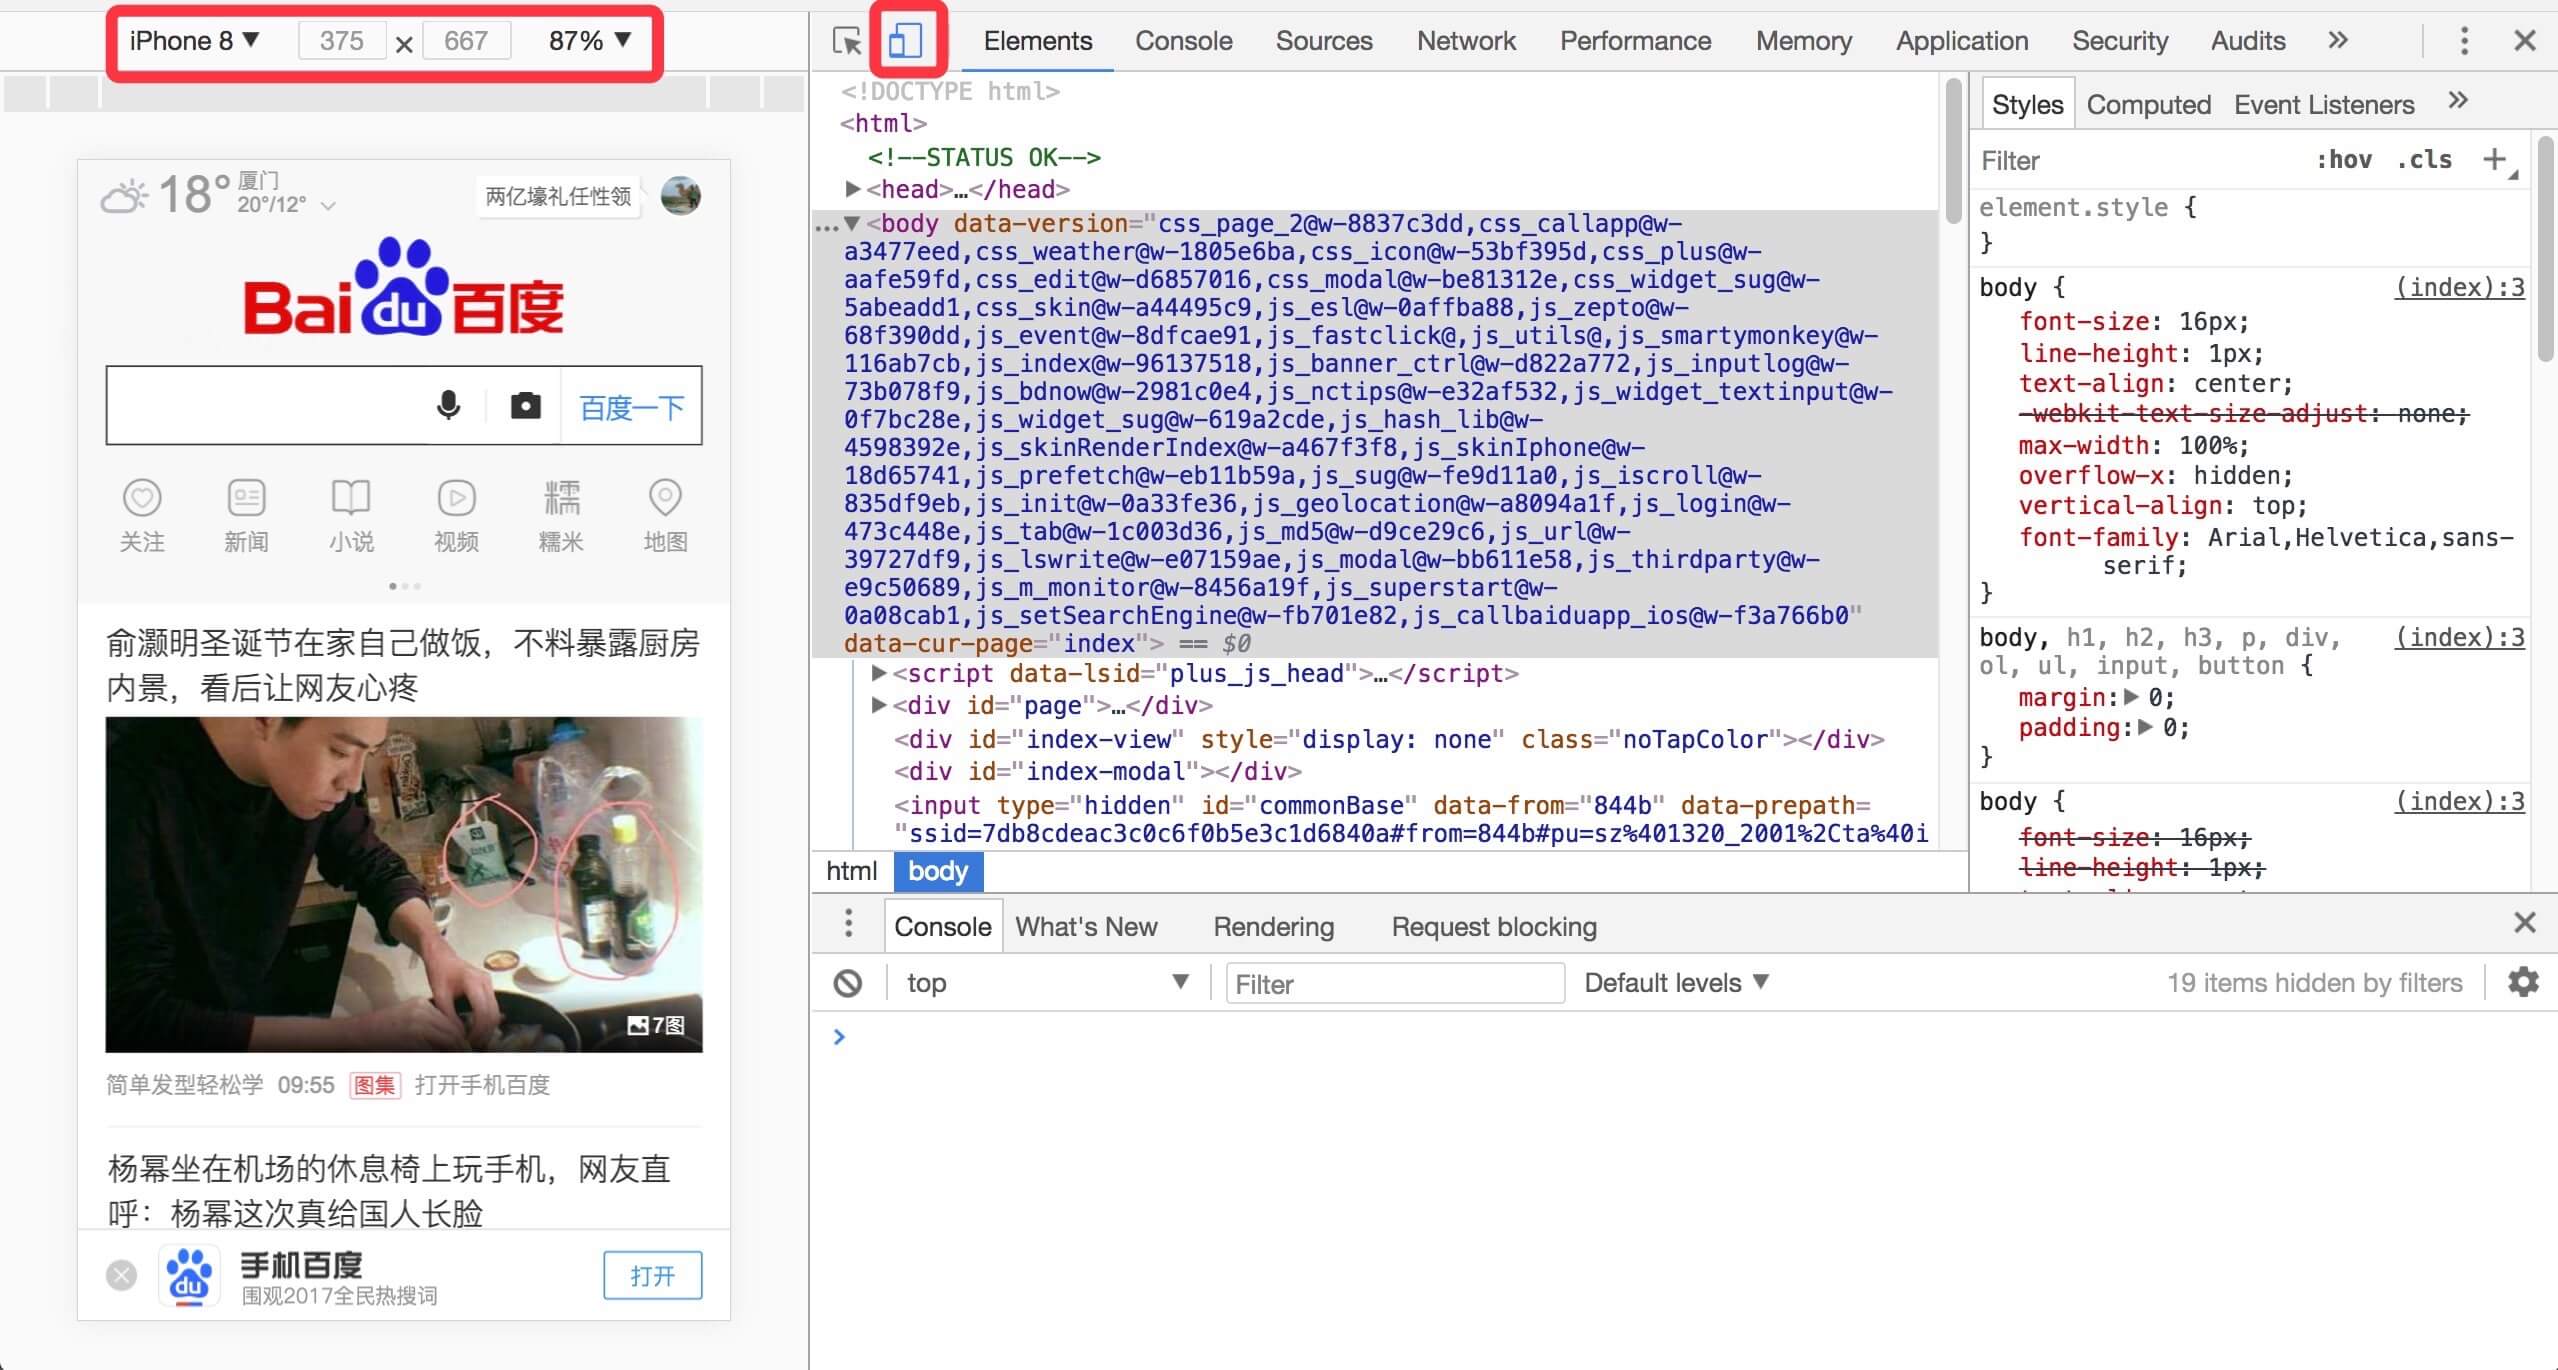 iPhone 8 ▼ 375 × 667 87% ▼
Elements Console Sources Network Performance Memory Application Security Audits »
18° 厦门
20°/12°
两亿壕礼任性领
Bai du 百度
百度一下
关注 新闻 小说 视频 糯米 地图
俞灏明圣诞节在家自己做饭，不料暴露厨房
内景，看后让网友心疼
7图
简单发型轻松学 09:55 图集 打开手机百度
杨幂坐在机场的休息椅上玩手机，网友直
呼：杨幂这次真给国人长脸
du
手机百度
围观2017全民热搜词
打开
<!DOCTYPE html>
<html>
<!--STATUS OK-->
▶<head>…</head>
…▼<body data-version="css_page_2@w-8837c3dd,css_callapp@w-
a3477eed,css_weather@w-1805e6ba,css_icon@w-53bf395d,css_plus@w-
aafe59fd,css_edit@w-d6857016,css_modal@w-be81312e,css_widget_sug@w-
5abeadd1,css_skin@w-a44495c9,js_esl@w-0affba88,js_zepto@w-
68f390dd,js_event@w-8dfcae91,js_fastclick@,js_utils@,js_smartymonkey@w-
116ab7cb,js_index@w-96137518,js_banner_ctrl@w-d822a772,js_inputlog@w-
73b078f9,js_bdnow@w-2981c0e4,js_nctips@w-e32af532,js_widget_textinput@w-
0f7bc28e,js_widget_sug@w-619a2cde,js_hash_lib@w-
4598392e,js_skinRenderIndex@w-a467f3f8,js_skinIphone@w-
18d65741,js_prefetch@w-eb11b59a,js_sug@w-fe9d11a0,js_iscroll@w-
835df9eb,js_init@w-0a33fe36,js_geolocation@w-a8094a1f,js_login@w-
473c448e,js_tab@w-1c003d36,js_md5@w-d9ce29c6,js_url@w-
39727df9,js_lswrite@w-e07159ae,js_modal@w-bb611e58,js_thirdparty@w-
e9c50689,js_m_monitor@w-8456a19f,js_superstart@w-
0a08cab1,js_setSearchEngine@w-fb701e82,js_callbaiduapp_ios@w-f3a766b0"
data-cur-page="index"> == $0
▶<script data-lsid="plus_js_head">…</script>
▶<div id="page">…</div>
<div id="index-view" style="display: none" class="noTapColor"></div>
<div id="index-modal"></div>
<input type="hidden" id="commonBase" data-from="844b" data-prepath=
"ssid=7db8cdeac3c0c6f0b5e3c1d6840a#from=844b#pu=sz%401320_2001%2Cta%40i
html body
Styles Computed Event Listeners »
Filter :hov .cls +
element.style {
}
body { (index):3
font-size: 16px;
line-height: 1px;
text-align: center;
-webkit-text-size-adjust: none;
max-width: 100%;
overflow-x: hidden;
vertical-align: top;
font-family: Arial,Helvetica,sans-
serif;
}
body, h1, h2, h3, p, div, (index):3
ol, ul, input, button {
margin:▶ 0;
padding:▶ 0;
}
body { (index):3
font-size: 16px;
line-height: 1px;
Console What's New Rendering Request blocking
top ▼ Filter Default levels ▼ 19 items hidden by filters